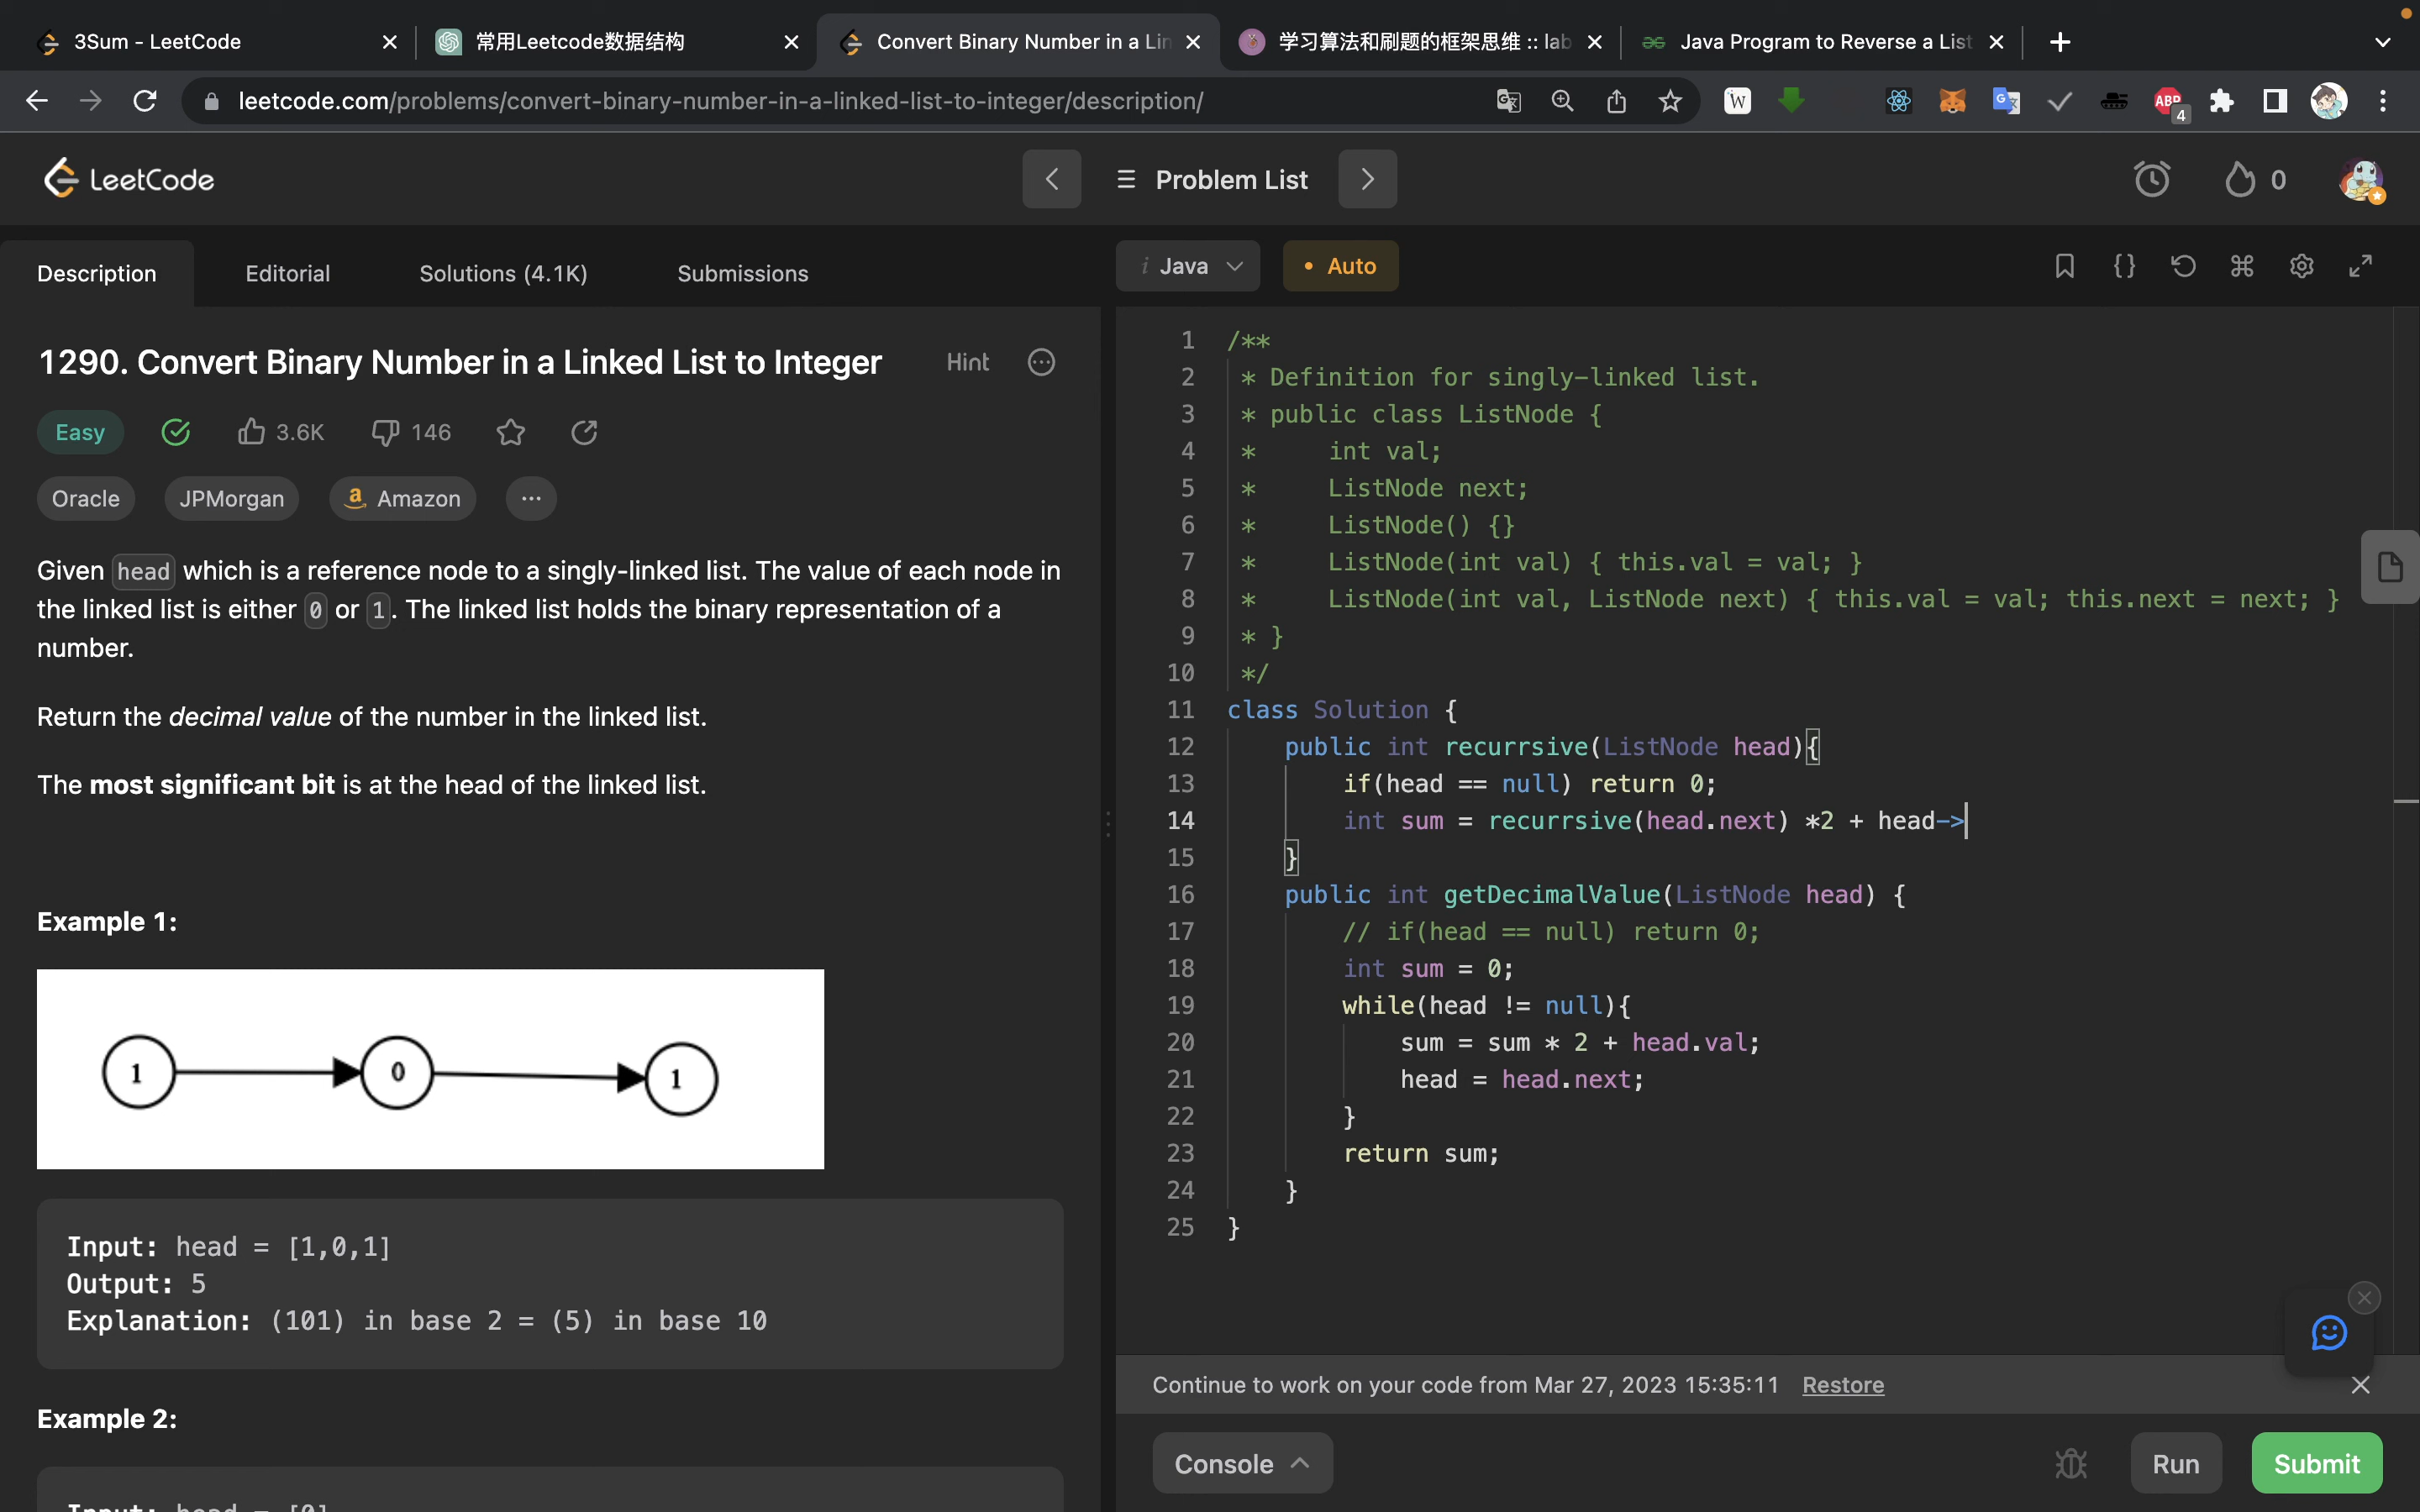 3Sum - LeetCode
常用Leetcode数据结构
Convert Binary Number in a Lin
学习算法和刷题的框架思维 :: lab
Java Program to Reverse a List
leetcode.com/problems/convert-binary-number-in-a-linked-list-to-integer/description/
W
ABP
4
LeetCode
Problem List
0
Description
Editorial
Solutions (4.1K)
Submissions
i Java
• Auto
1290. Convert Binary Number in a Linked List to Integer
Hint
Easy
3.6K
146
Oracle
JPMorgan
a Amazon
Given head which is a reference node to a singly-linked list. The value of each node in
the linked list is either 0 or 1. The linked list holds the binary representation of a
number.
Return the decimal value of the number in the linked list.
The most significant bit is at the head of the linked list.
Example 1:
1 0 1
Input: head = [1,0,1]
Output: 5
Explanation: (101) in base 2 = (5) in base 10
Example 2:
Input: head = [0]
1 /**
2 * Definition for singly-linked list.
3 * public class ListNode {
4 *     int val;
5 *     ListNode next;
6 *     ListNode() {}
7 *     ListNode(int val) { this.val = val; }
8 *     ListNode(int val, ListNode next) { this.val = val; this.next = next; }
9 * }
10 */
11 class Solution {
12     public int recurrsive(ListNode head){
13         if(head == null) return 0;
14         int sum = recurrsive(head.next) *2 + head->
15     }
16     public int getDecimalValue(ListNode head) {
17         // if(head == null) return 0;
18         int sum = 0;
19         while(head != null){
20             sum = sum * 2 + head.val;
21             head = head.next;
22         }
23         return sum;
24     }
25 }
Continue to work on your code from Mar 27, 2023 15:35:11 Restore
Console
Run
Submit